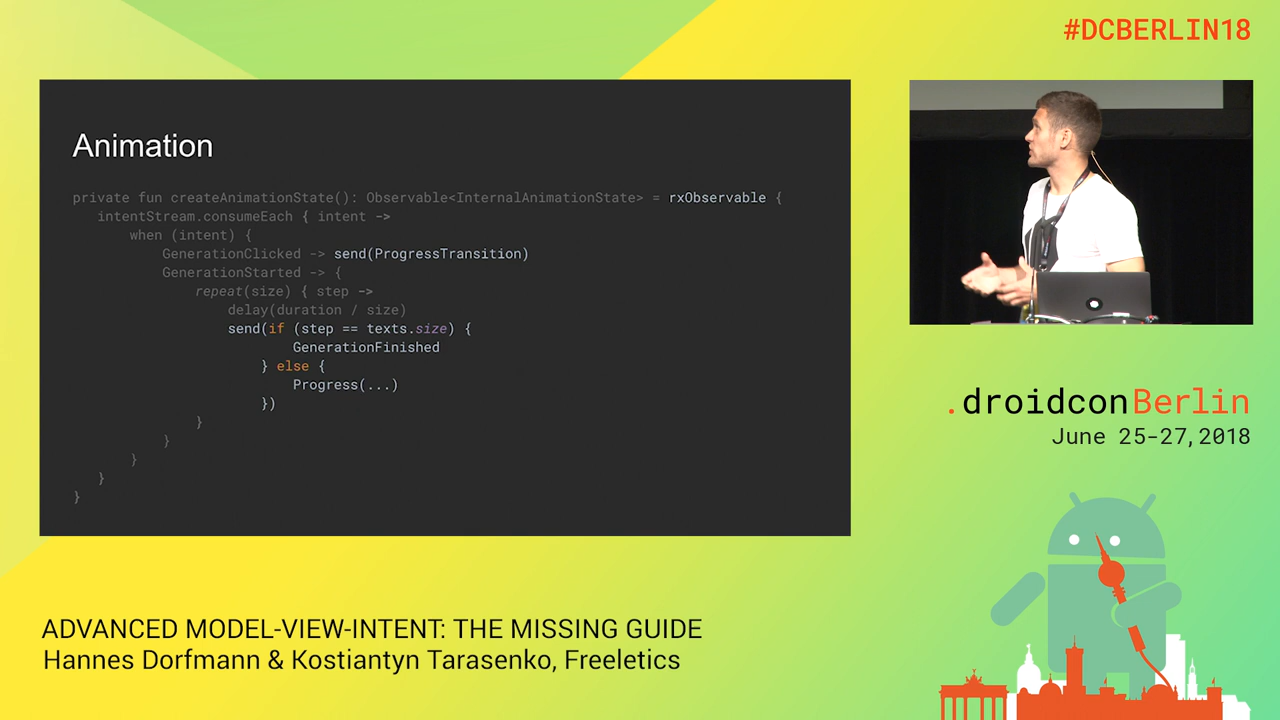 #DCBERLIN18
Animation
private fun createAnimationState(): Observable<InternalAnimationState> = rxObservable {
intentStream.consumeEach { intent ->
when (intent) {
GenerationClicked -> send(ProgressTransition)
GenerationStarted -> {
repeat(size) { step ->
delay(duration / size)
send(if (step == texts.size) {
GenerationFinished
} else {
Progress(...)
})
}
}
}
}
}
.droidconBerlin
June 25-27, 2018
ADVANCED MODEL-VIEW-INTENT: THE MISSING GUIDE
Hannes Dorfmann & Kostiantyn Tarasenko, Freeletics